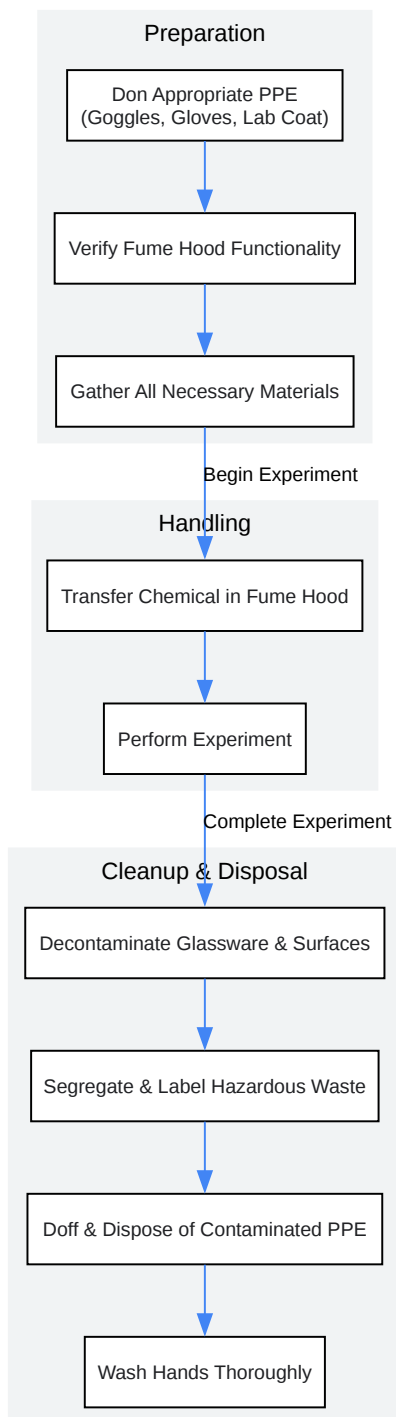 Preparation
Don Appropriate PPE
(Goggles, Gloves, Lab Coat)
Verify Fume Hood Functionality
Gather All Necessary Materials
Begin Experiment
Handling
Transfer Chemical in Fume Hood
Perform Experiment
Complete Experiment
Cleanup & Disposal
Decontaminate Glassware & Surfaces
Segregate & Label Hazardous Waste
Doff & Dispose of Contaminated PPE
Wash Hands Thoroughly